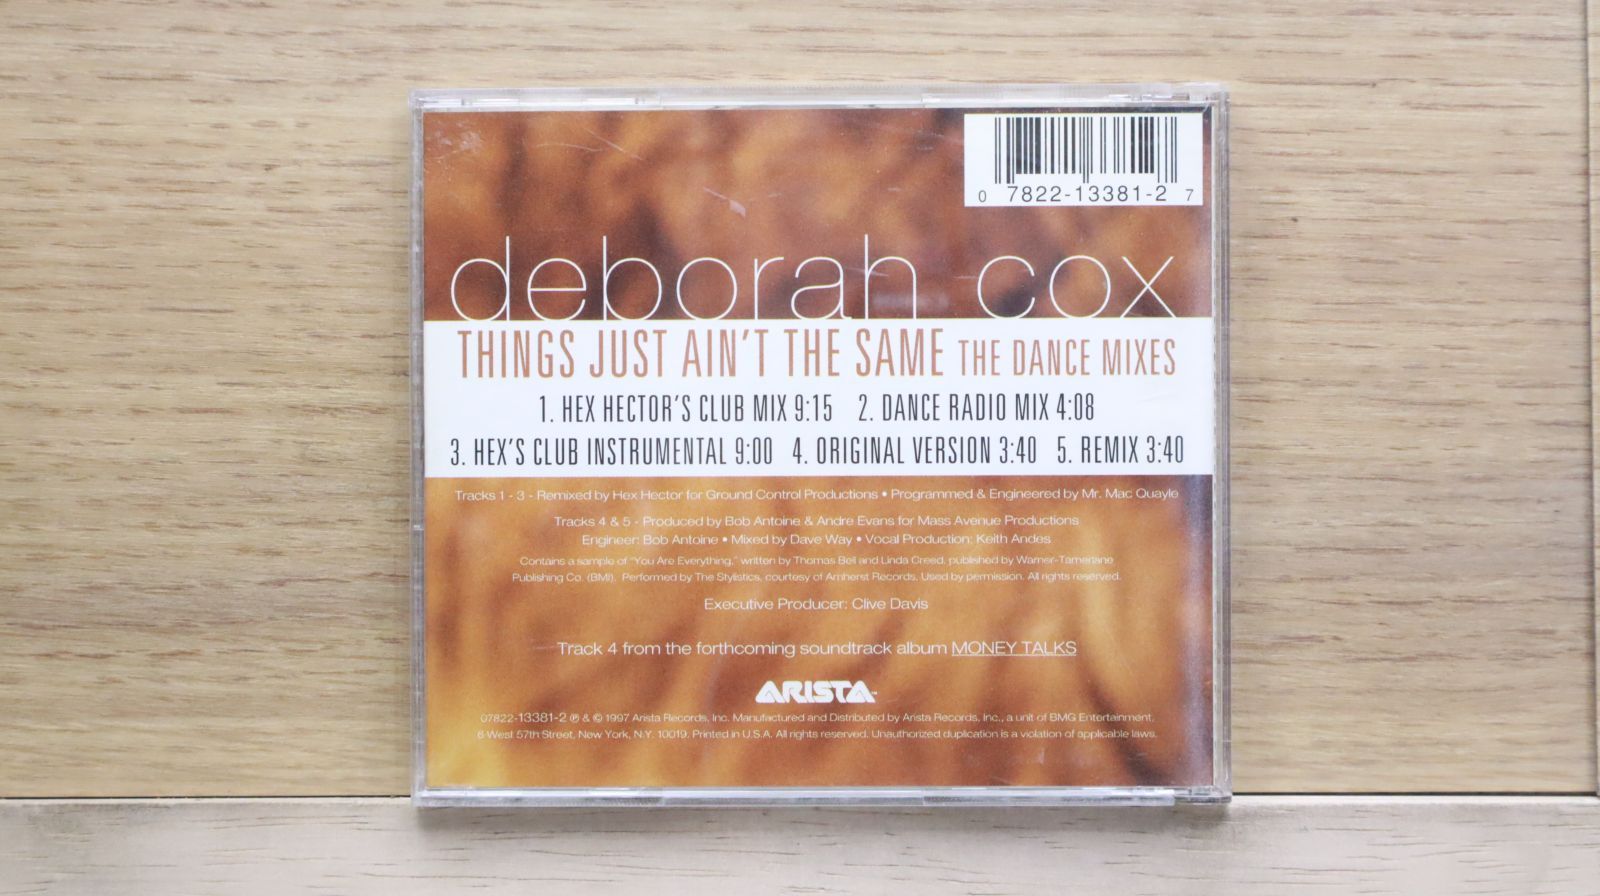 0 7822-13381-2 7
deborah cox
THINGS JUST AIN'T THE SAME THE DANCE MIXES
1. HEX HECTOR'S CLUB MIX 9:15 2. DANCE RADIO MIX 4:08
3. HEX'S CLUB INSTRUMENTAL 9:00 4. ORIGINAL VERSION 3:40 5. REMIX 3:40
Tracks 1 - 3 - Remixed by Hex Hector for Ground Control Productions • Programmed & Engineered by Mr. Mac Quayle
Tracks 4 & 5 - Produced by Bob Antoine & Andre Evans for Mass Avenue Productions
Engineer: Bob Antoine • Mixed by Dave Way • Vocal Production: Keith Andes
Contains a sample of "You Are Everything," written by Thomas Bell and Linda Creed, published by Warner-Tamerlane
Publishing Co. (BMI). Performed by The Stylistics, courtesy of Amherst Records. Used by permission. All rights reserved.
Executive Producer: Clive Davis
Track 4 from the forthcoming soundtrack album MONEY TALKS
ARISTA™
07822-13381-2 ℗ & © 1997 Arista Records, Inc. Manufactured and Distributed by Arista Records, Inc., a unit of BMG Entertainment,
6 West 57th Street, New York, N.Y. 10019. Printed in U.S.A. All rights reserved. Unauthorized duplication is a violation of applicable laws.